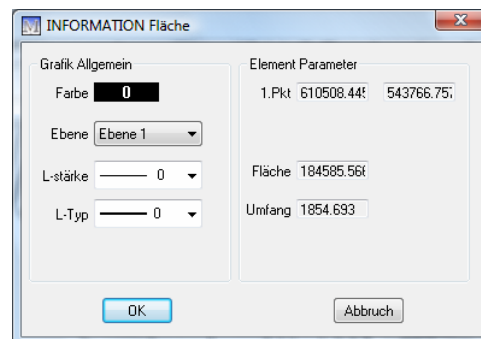 INFORMATION Fläche
Grafik Allgemein
Farbe 0
Ebene Ebene 1
L-stärke 0
L-Typ 0
Element Parameter
1.Pkt 610508.445 543766.757
Fläche 184585.566
Umfang 1854.693
OK
Abbruch